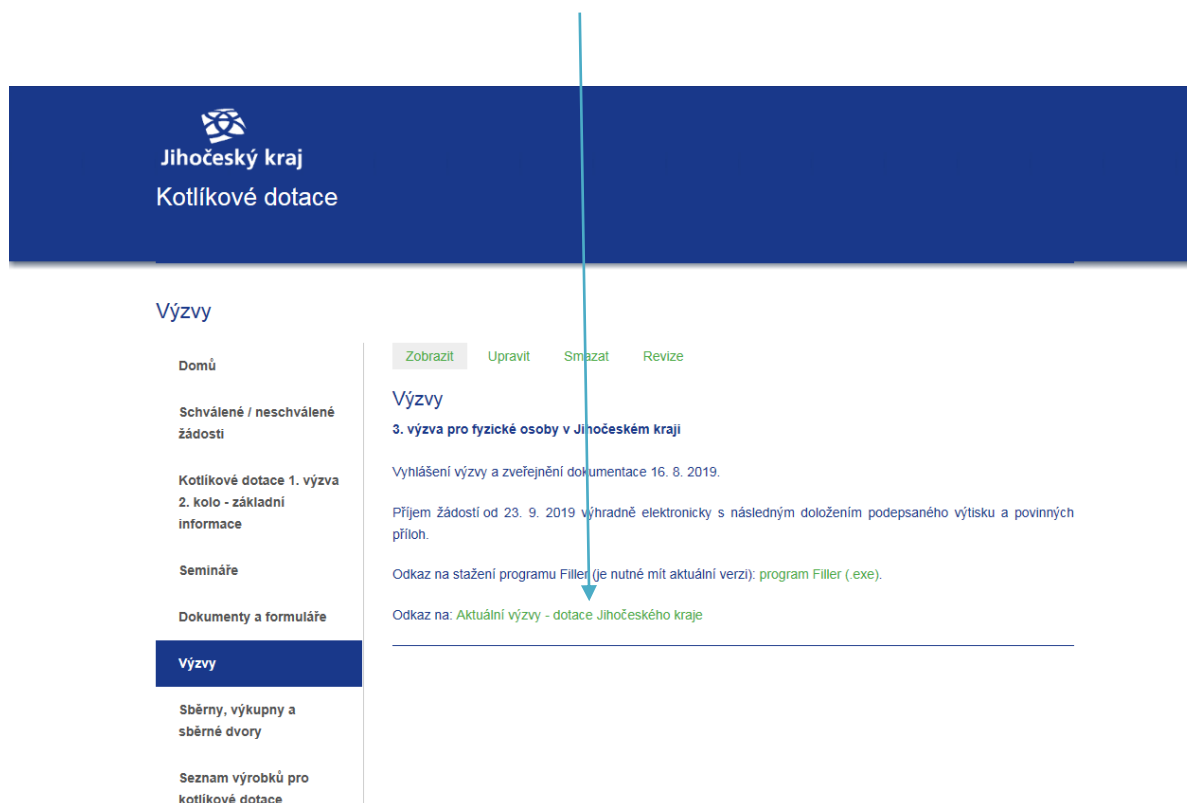 Jihočeský kraj
Kotlíkové dotace
Výzvy
Domů
Schválené / neschválené
žádosti
Kotlíkové dotace 1. výzva
2. kolo - základní
informace
Semináře
Dokumenty a formuláře
Výzvy
Sběrny, výkupny a
sběrné dvory
Seznam výrobků pro
kotlíkové dotace
Zobrazit Upravit Smazat Revize
Výzvy
3. výzva pro fyzické osoby v Jihočeském kraji
Vyhlášení výzvy a zveřejnění dokumentace 16. 8. 2019.
Příjem žádostí od 23. 9. 2019 výhradně elektronicky s následným doložením podepsaného výtisku a povinných
příloh.
Odkaz na stažení programu Filler (je nutné mít aktuální verzi): program Filler (.exe).
Odkaz na: Aktuální výzvy - dotace Jihočeského kraje